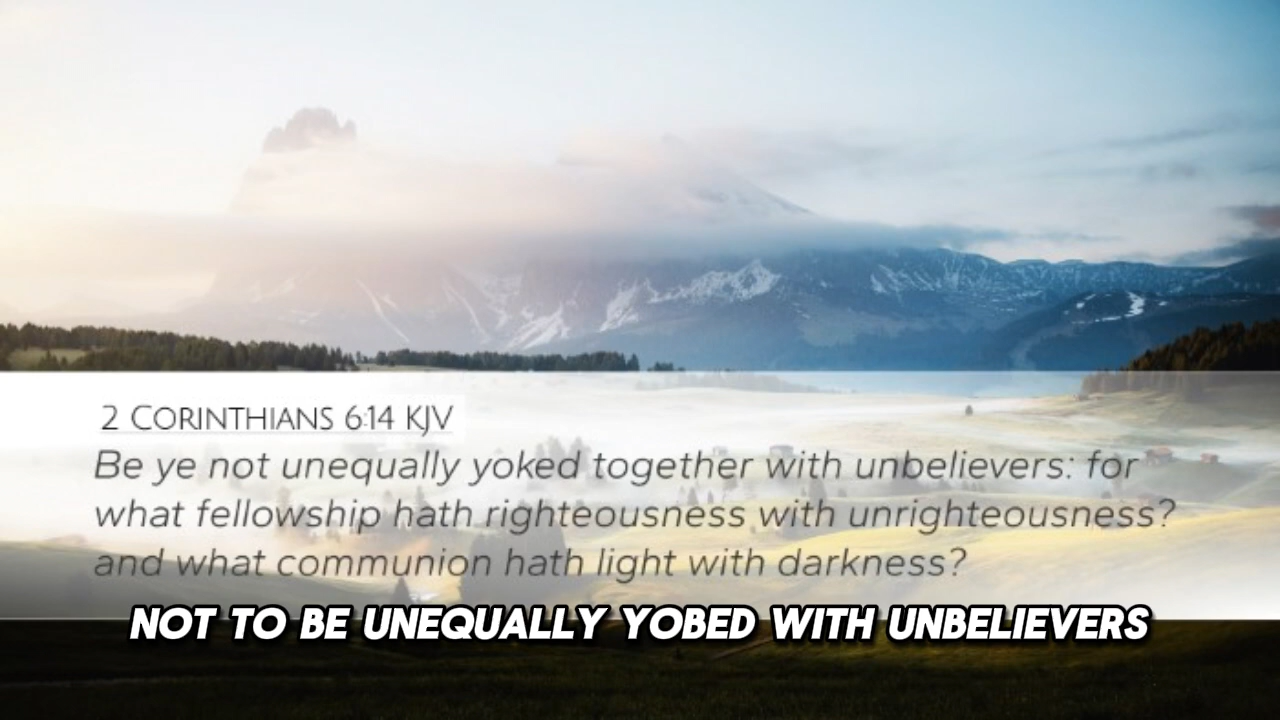 2 CORINTHIANS 6:14 KJV
Be ye not unequally yoked together with unbelievers: for
what fellowship hath righteousness with unrighteousness?
and what communion hath light with darkness?
NOT TO BE UNEQUALLY YOBED WITH UNBELIEVERS